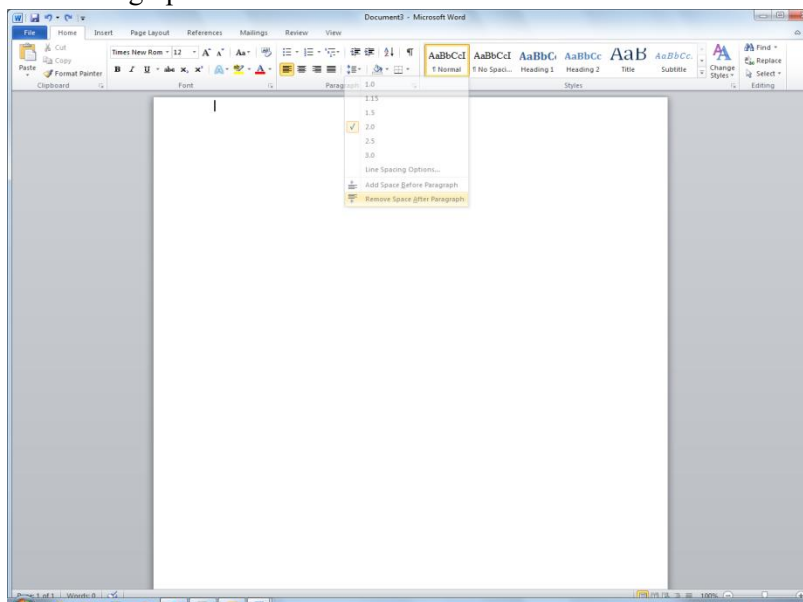 Document3 - Microsoft Word
File Home Insert Page Layout References Mailings Review View
Paste
Cut
Copy
Format Painter
Clipboard
Times New Rom 12
Font
Paragraph
AaBbCcI AaBbCcI AaBbC AaBbCc AaB AaBbCc.
¶ Normal ¶ No Spaci... Heading 1 Heading 2 Title Subtitle
Change Styles
Styles
Find
Replace
Select
Editing
1.0
1.15
1.5
2.0
2.5
3.0
Line Spacing Options...
Add Space Before Paragraph
Remove Space After Paragraph
Page: 1 of 1 Words: 0
100%